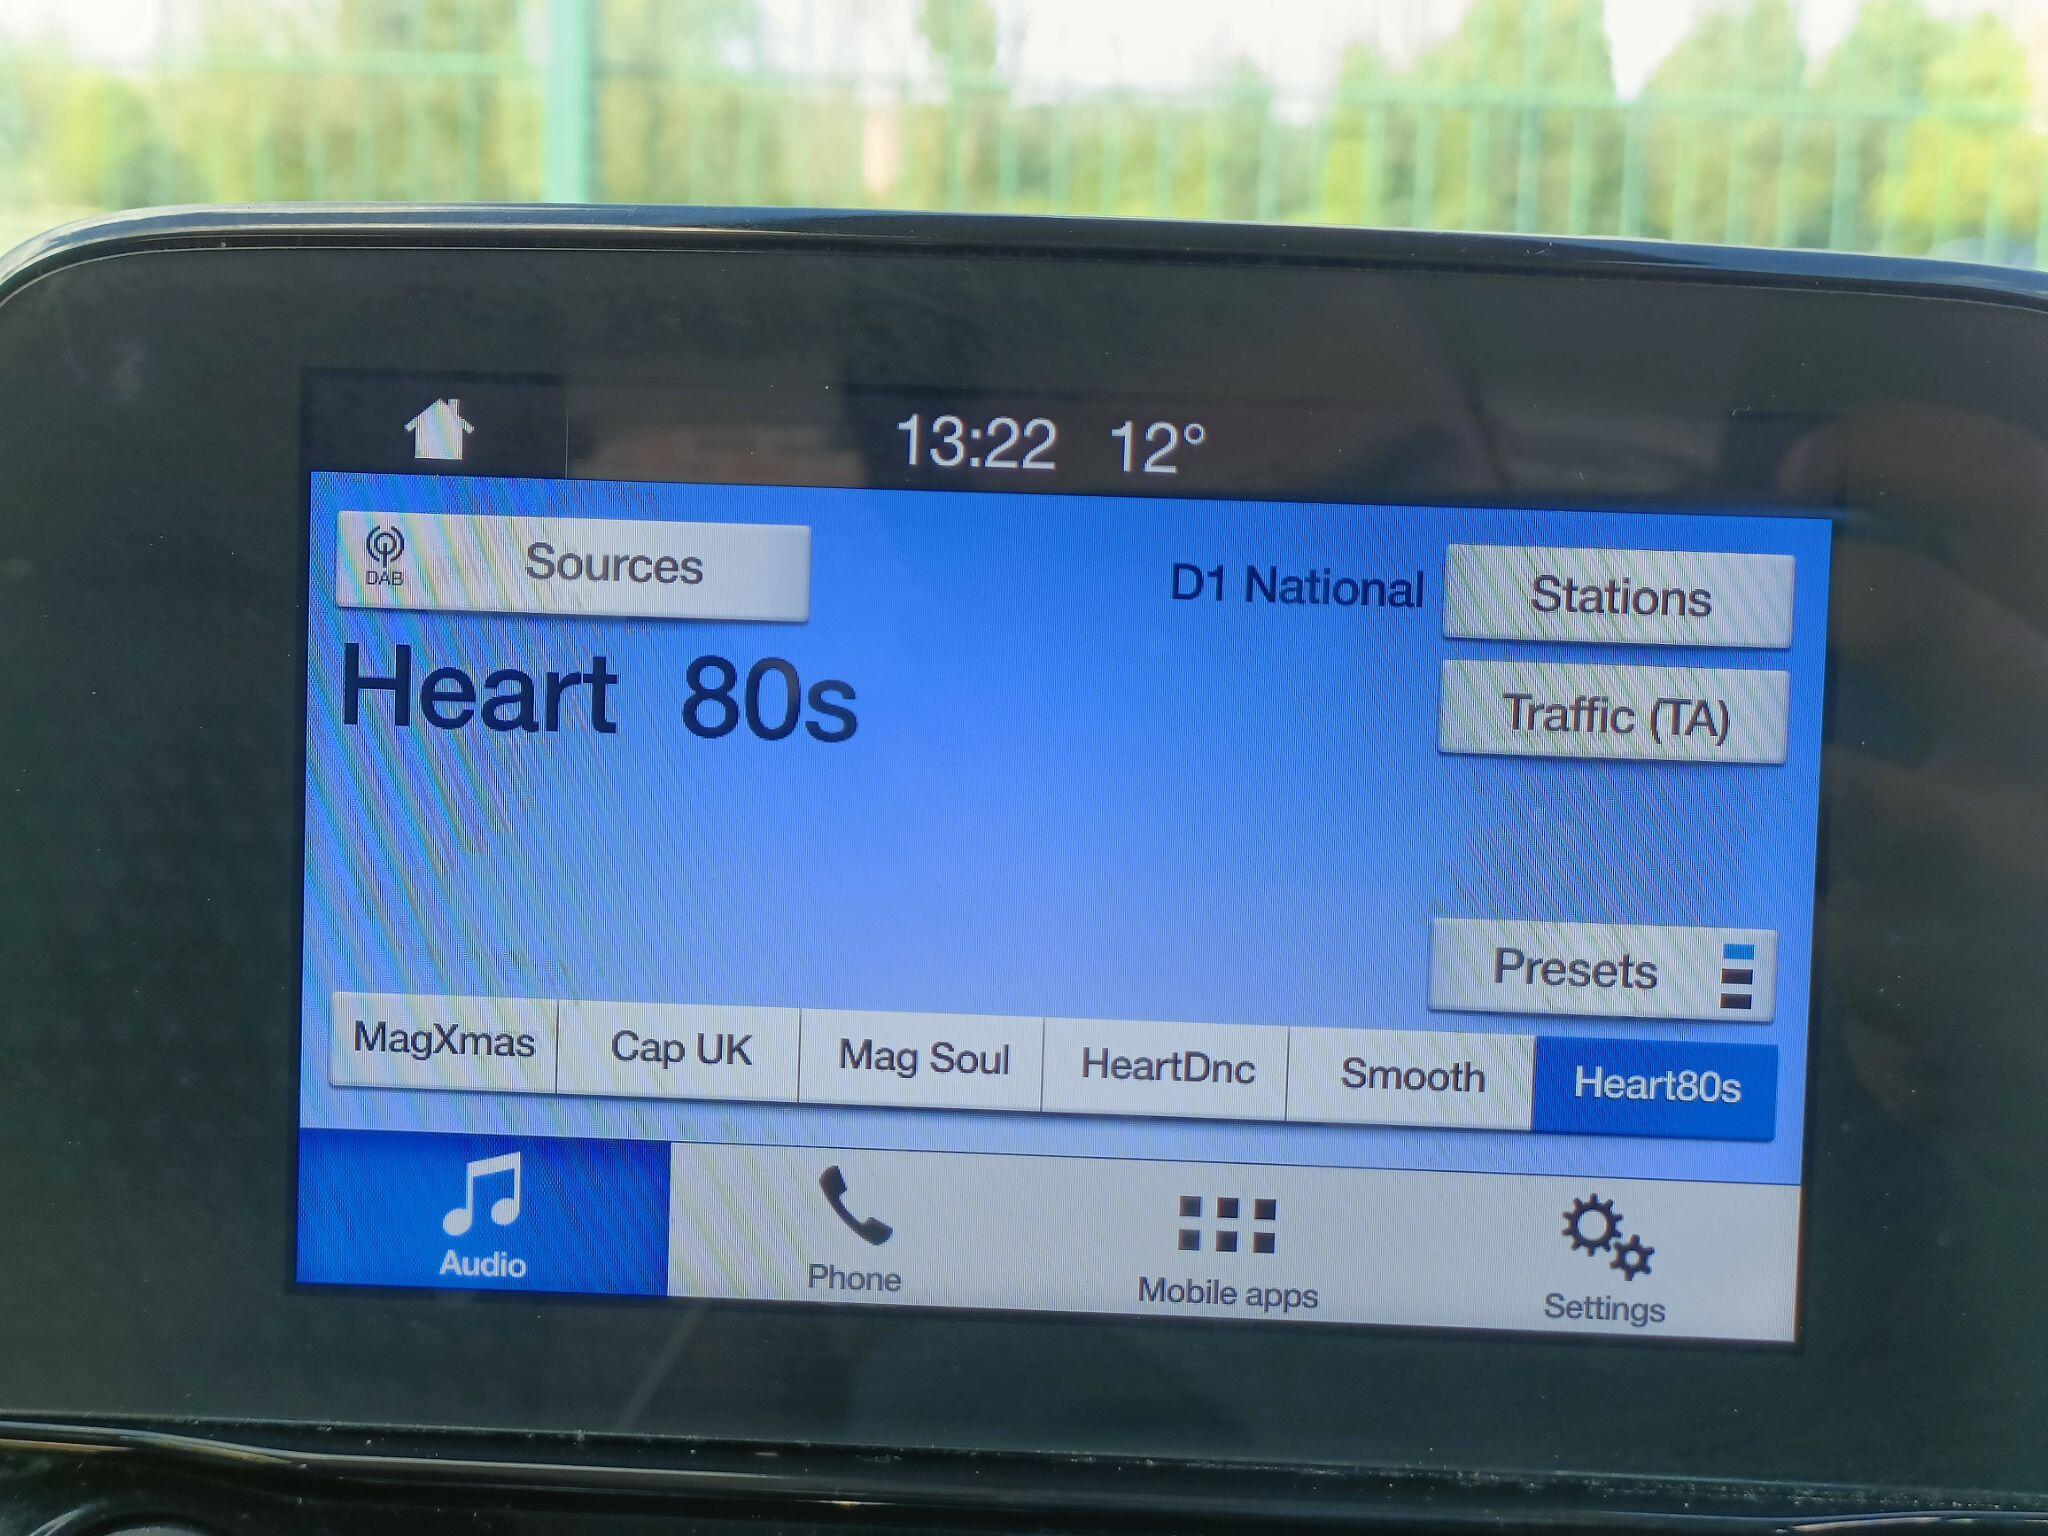 13:22 12°
DAB
Sources
D1 National
Stations
Heart 80s
Traffic (TA)
Presets
MagXmas
Cap UK
Mag Soul
HeartDnc
Smooth
Heart80s
Audio
Phone
Mobile apps
Settings